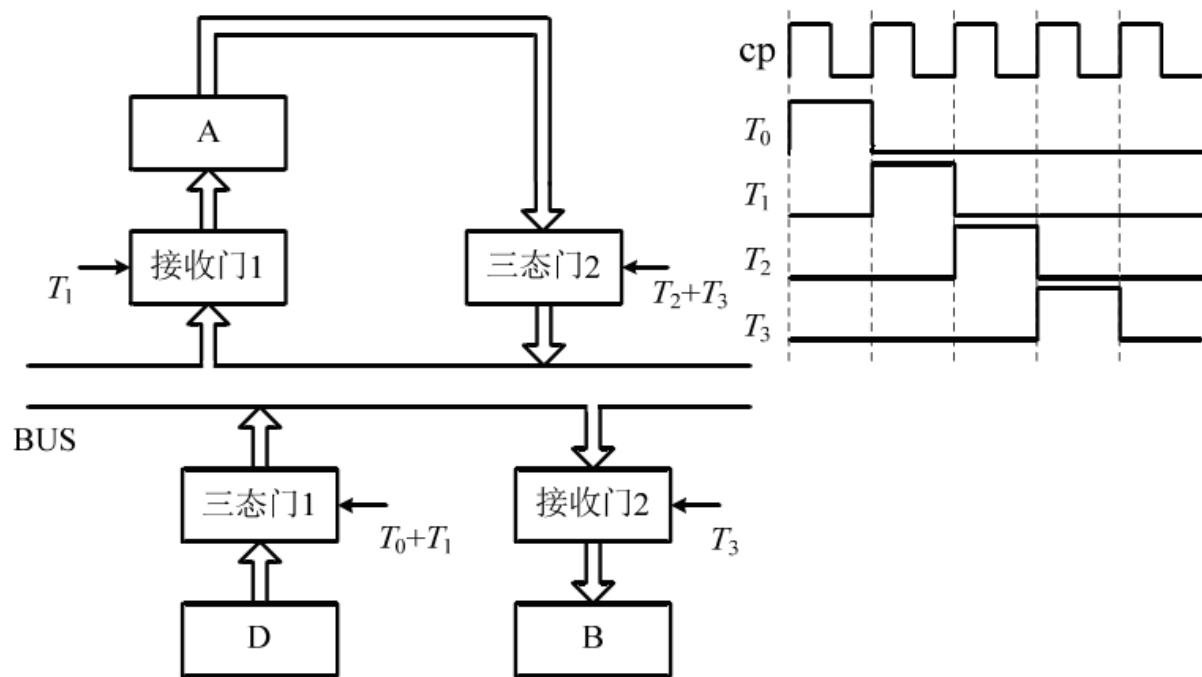 A
接收门1
T₁
三态门2
T₂+T₃
BUS
三态门1
T₀+T₁
接收门2
T₃
D
B
cp
T₀
T₁
T₂
T₃